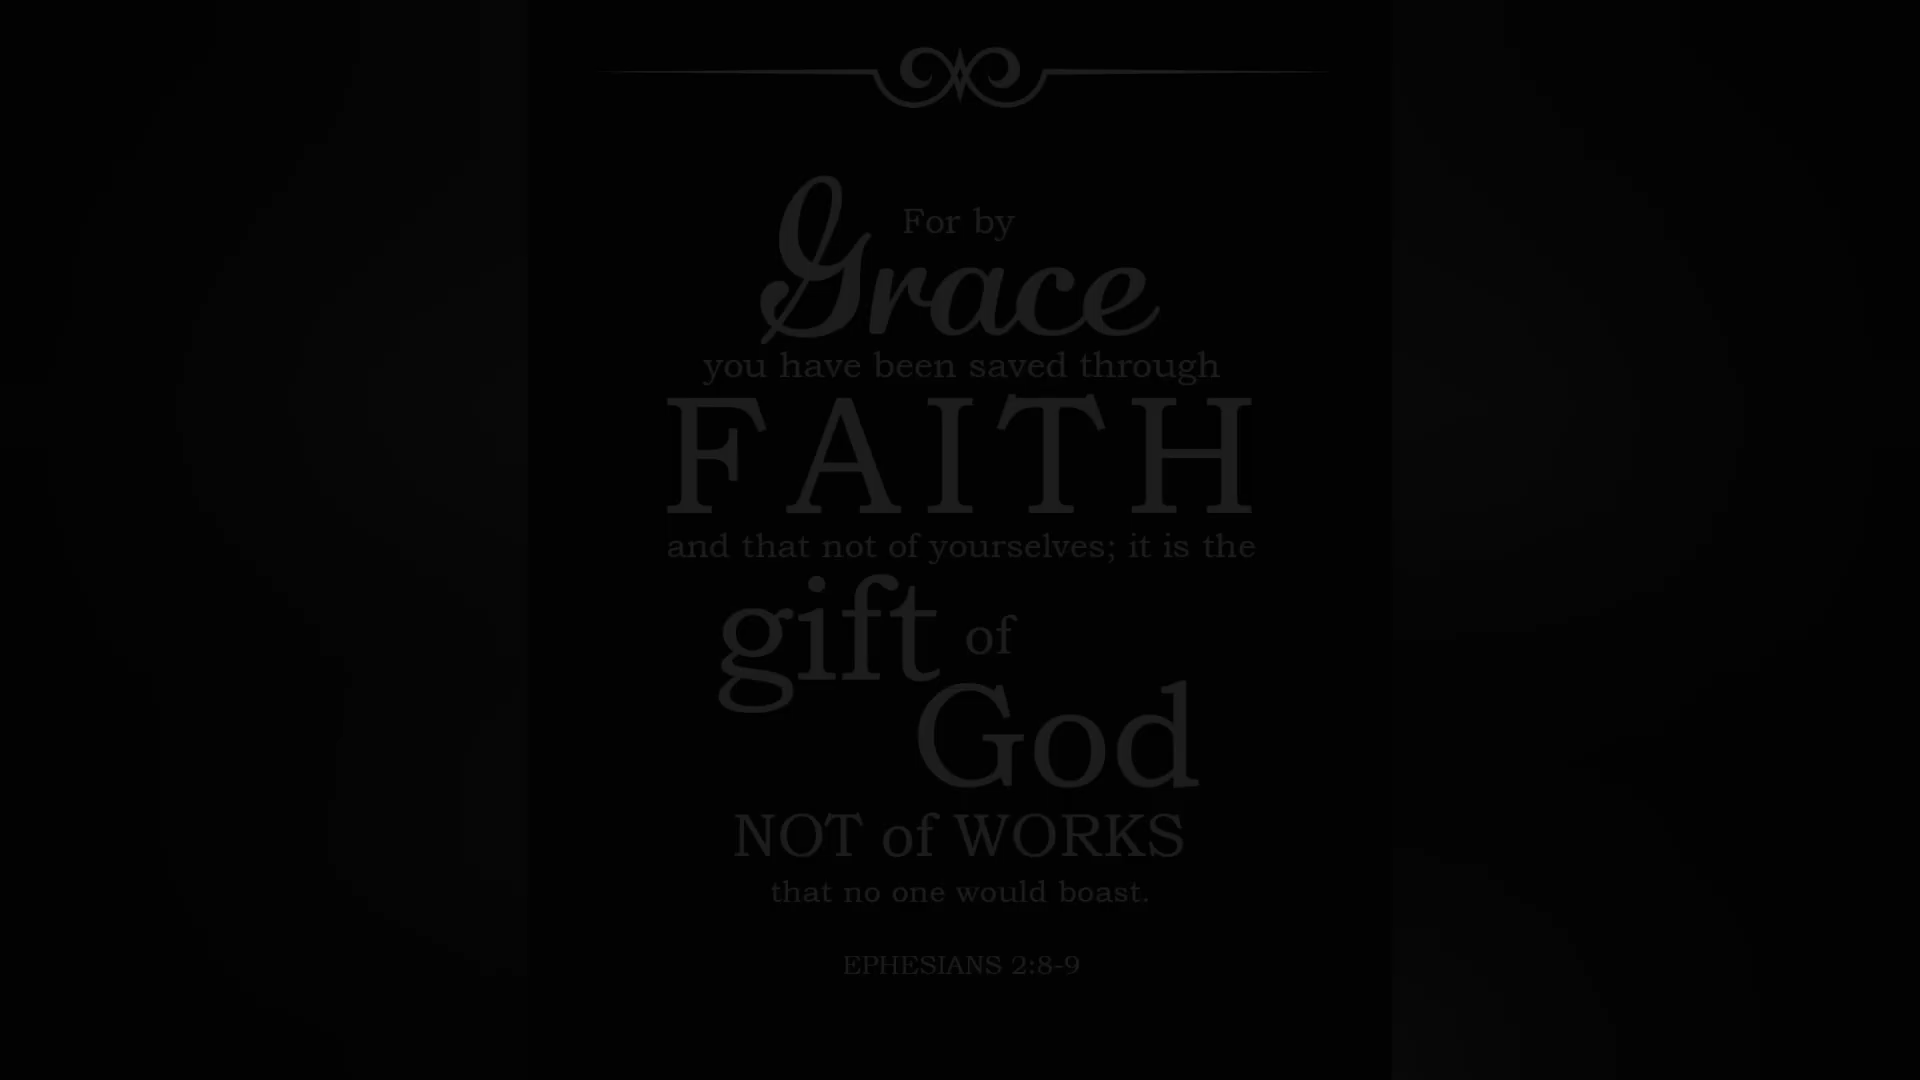 For by
Grace
you have been saved through
FAITH
and that not of yourselves; it is the
gift of
God
NOT of WORKS
that no one would boast.
EPHESIANS 2:8-9